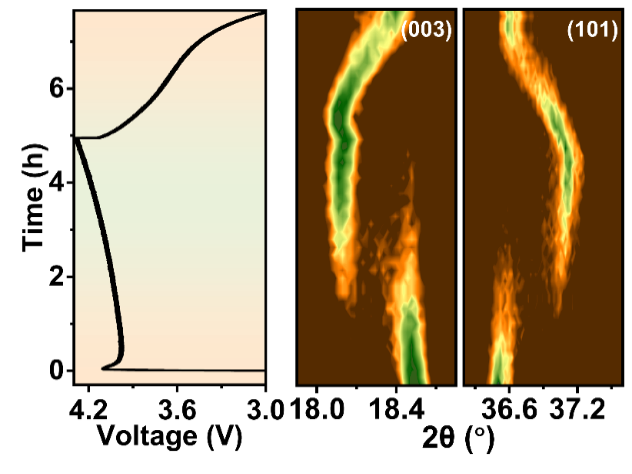 (003)
(101)
6
4
2
0
Time (h)
4.2 3.6 3.0
18.0 18.4
36.6 37.2
Voltage (V)
2θ (°)